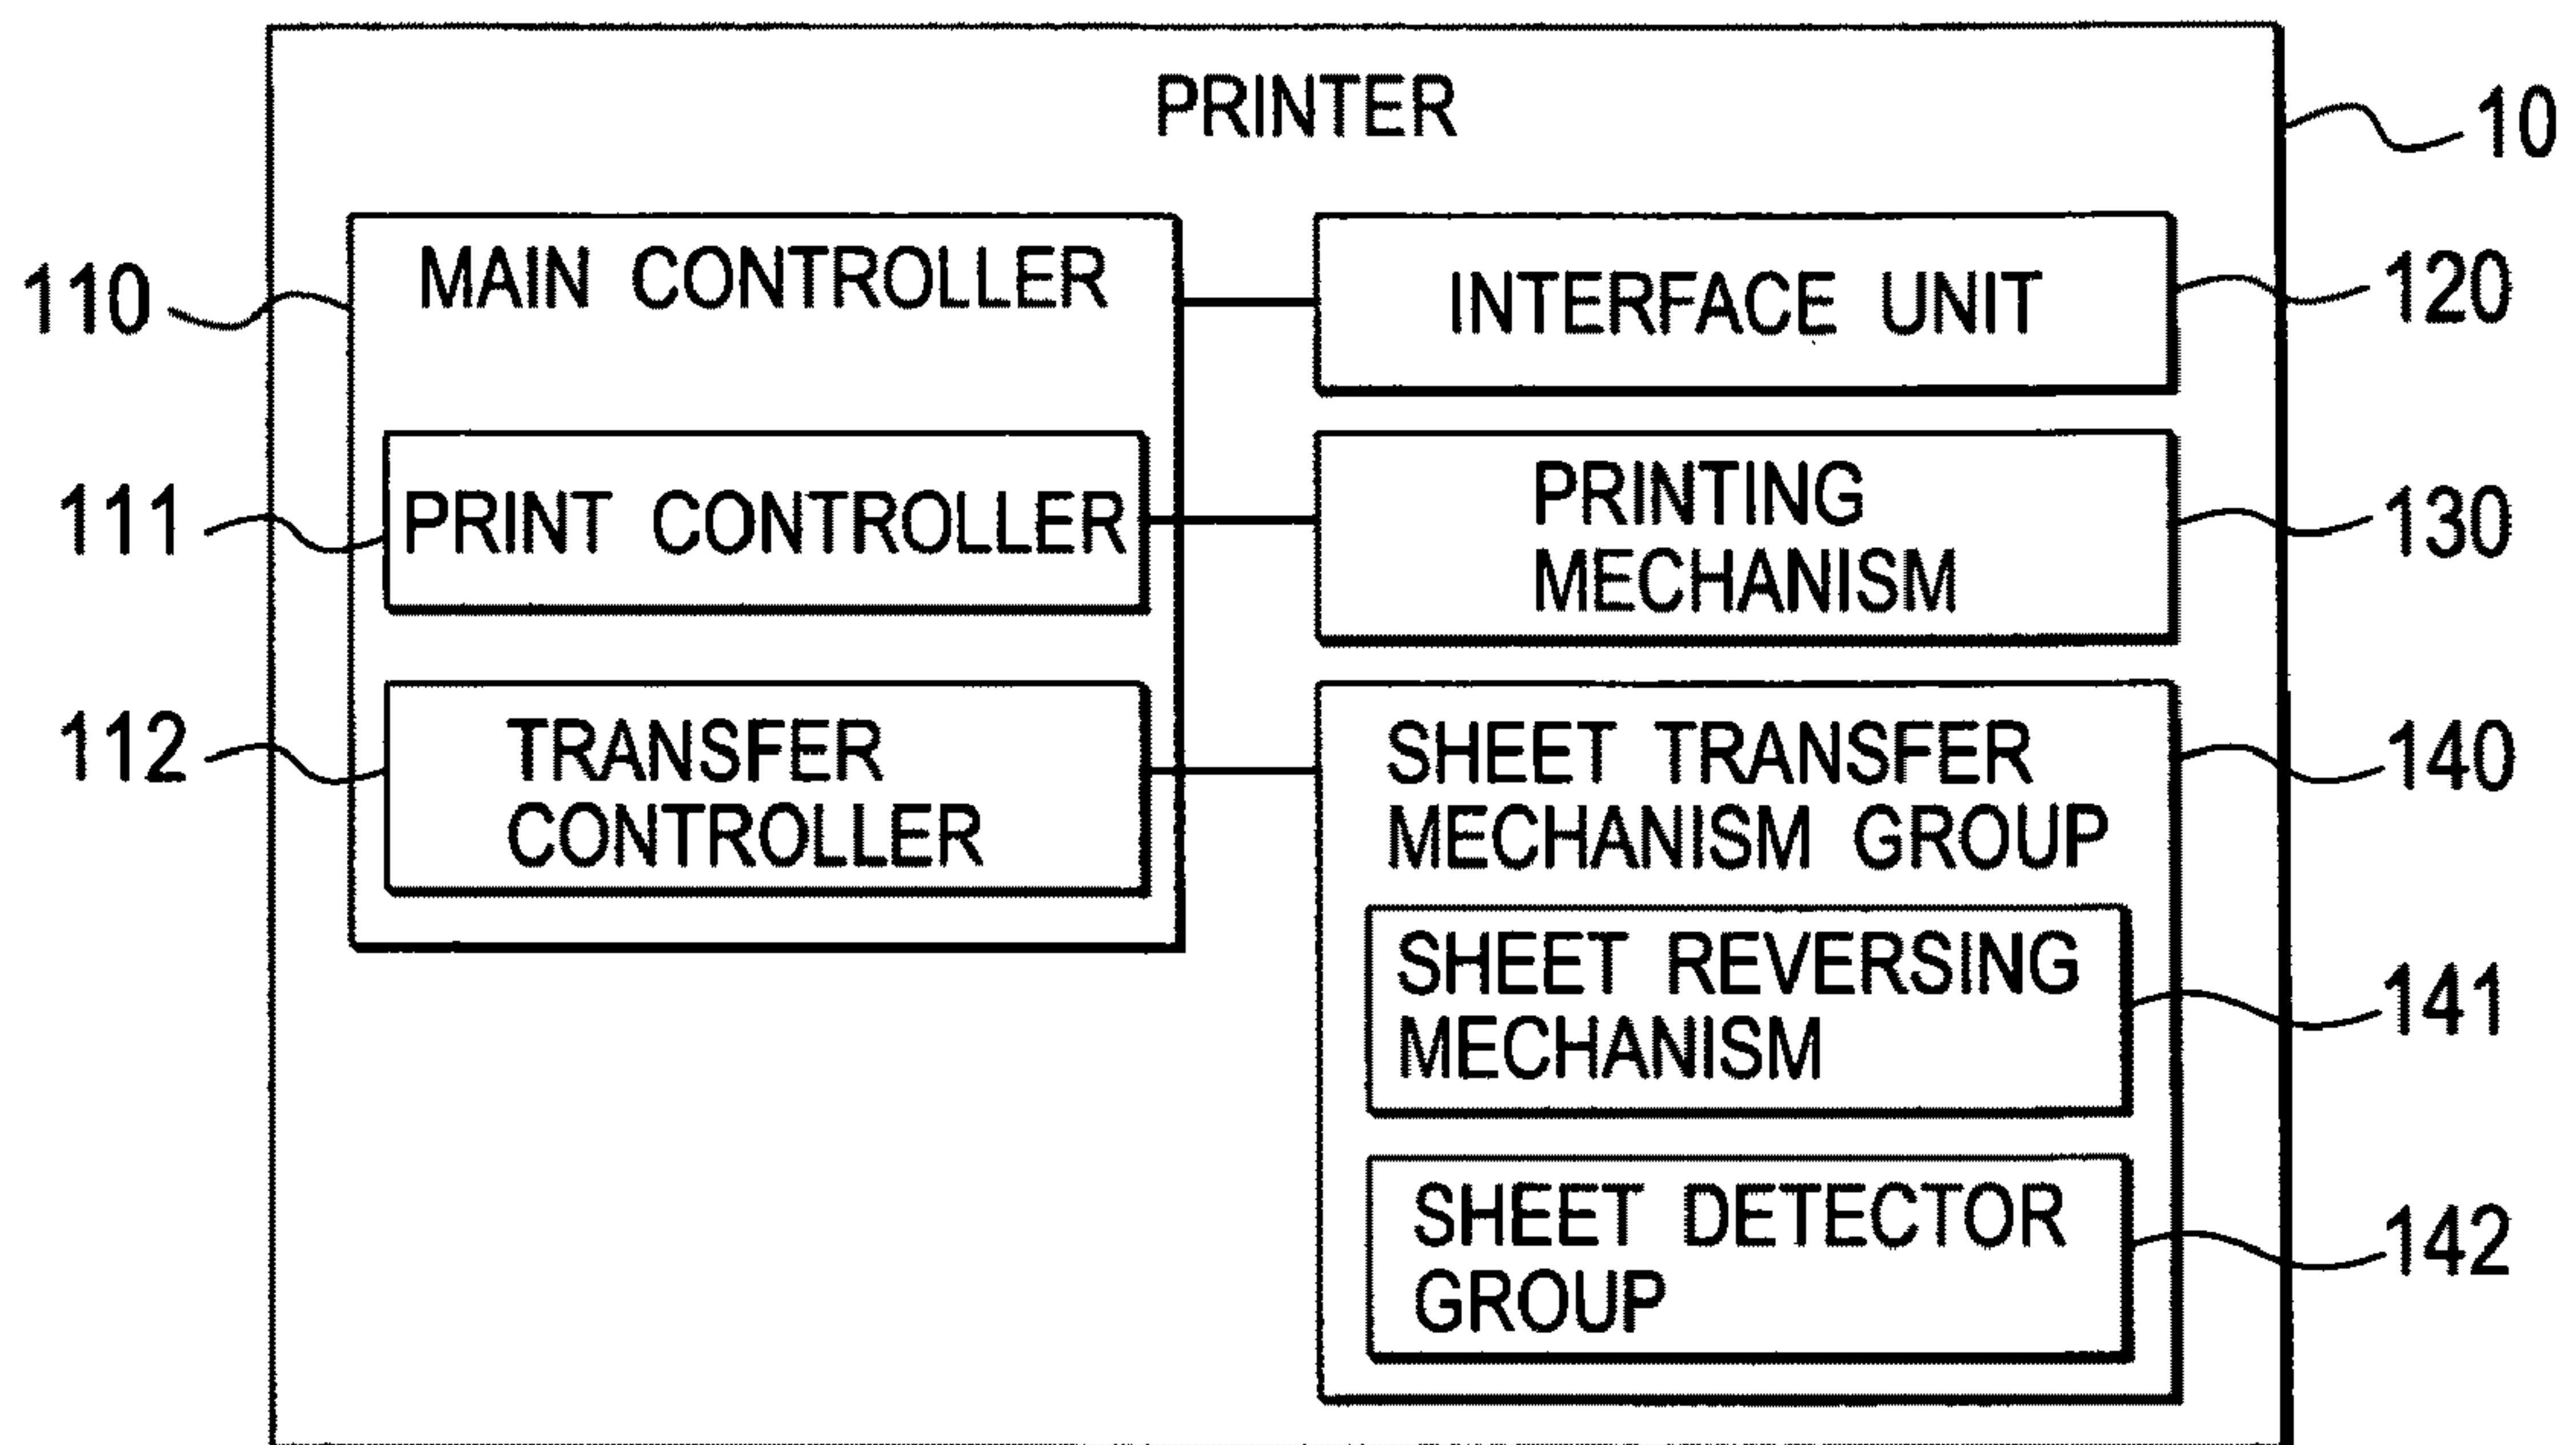 PRINTER
10
110
MAIN CONTROLLER
INTERFACE UNIT
120
111
PRINT CONTROLLER
PRINTING
MECHANISM
130
112
TRANSFER
CONTROLLER
SHEET TRANSFER
MECHANISM GROUP
140
SHEET REVERSING
MECHANISM
141
SHEET DETECTOR
GROUP
142